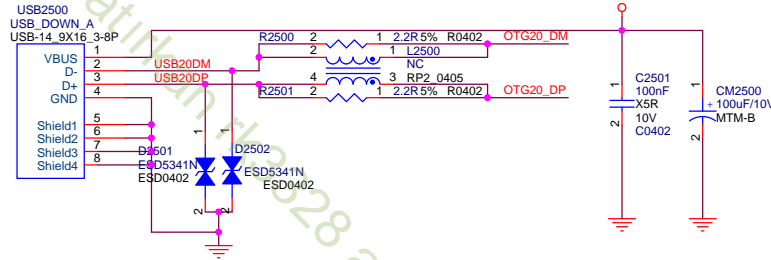 USB2500
USB_DOWN_A
USB-14_9X16_3-8P
VBUS 1
D- 2 USB20DM
D+ 3 USB20DP
GND 4
Shield1 5
Shield2 6
Shield3 7
Shield4 8
R2500 2 1 2.2R 5% R0402 OTG20_DM
2 1 L2500
NC
4 3 RP2_0405
R2501 2 1 2.2R 5% R0402 OTG20_DP
1 1
D2501 D2502
ESD5341N ESD5341N
ESD0402 ESD0402
2 2
1 C2501
100nF
X5R
10V
2 C0402
1 CM2500
+ 100uF/10V
MTM-B
2
rk3528